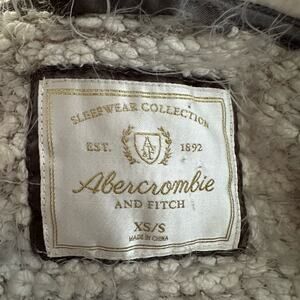 SLEEPWEAR COLLECTION
A&F
EST. 1892
Abercrombie
AND FITCH
XS/S
MADE IN CHINA